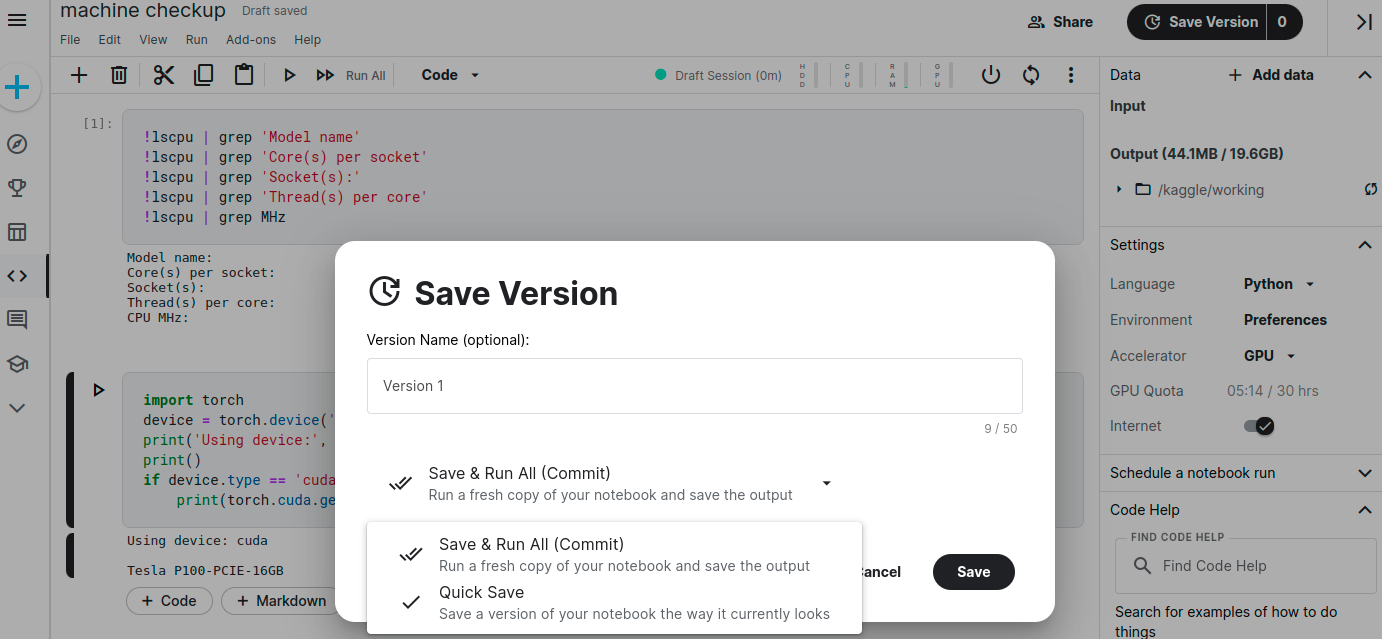 machine checkup
Draft saved
File Edit View Run Add-ons Help
Share
Save Version 0
Run All
Code
Draft Session (0m)
HDD
CPU
RAM
GPU
[1]:
!lscpu | grep 'Model name'
!lscpu | grep 'Core(s) per socket'
!lscpu | grep 'Socket(s):'
!lscpu | grep 'Thread(s) per core'
!lscpu | grep MHz
Model name:
Core(s) per socket:
Socket(s):
Thread(s) per core:
CPU MHz:
import torch
device = torch.device('
print('Using device:',
print()
if device.type == 'cuda
print(torch.cuda.ge
Using device: cuda
Tesla P100-PCIE-16GB
+ Code
+ Markdown
Save Version
Version Name (optional):
Version 1
9 / 50
Save & Run All (Commit)
Run a fresh copy of your notebook and save the output
Save & Run All (Commit)
Run a fresh copy of your notebook and save the output
Quick Save
Save a version of your notebook the way it currently looks
Cancel
Save
Data
+ Add data
Input
Output (44.1MB / 19.6GB)
/kaggle/working
Settings
Language Python
Environment Preferences
Accelerator GPU
GPU Quota 05:14 / 30 hrs
Internet
Schedule a notebook run
Code Help
FIND CODE HELP
Find Code Help
Search for examples of how to do
things